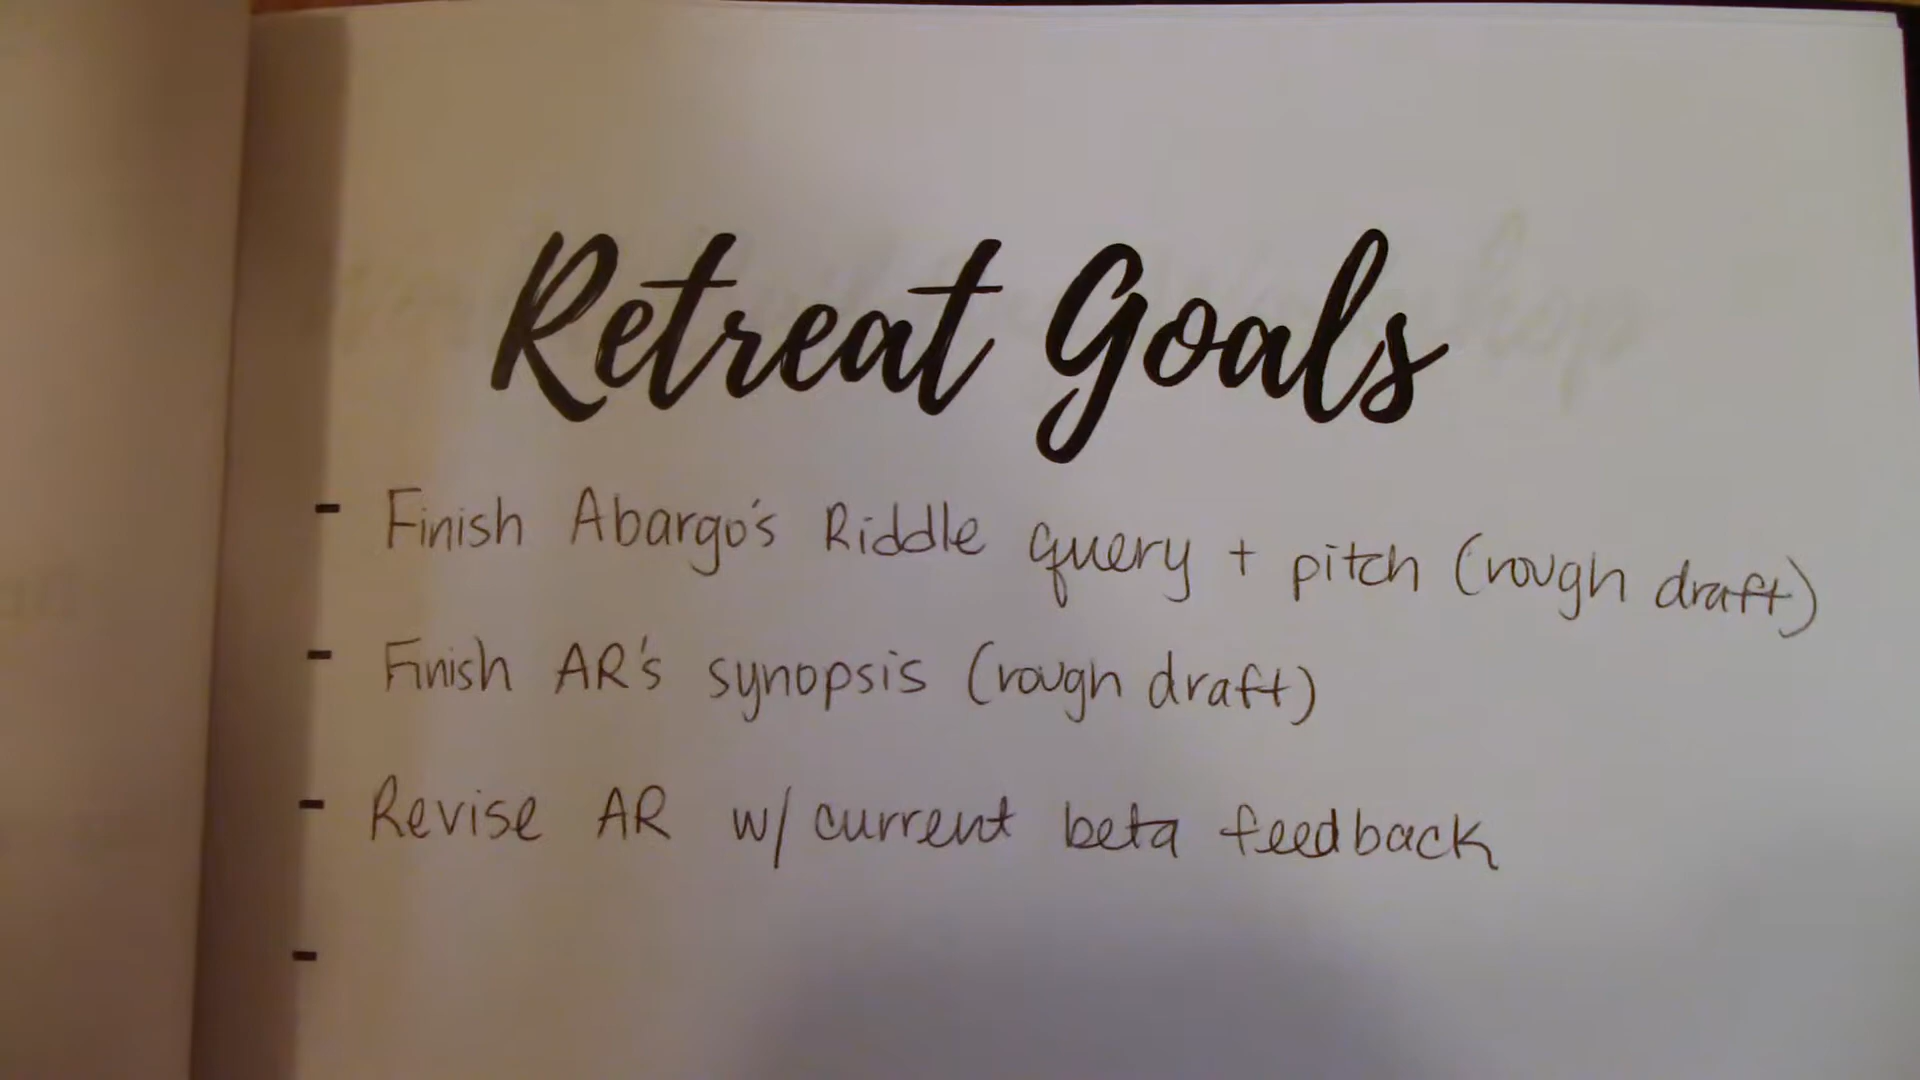 Retreat Goals
- Finish Abargo's Riddle query + pitch (rough draft)
- Finish AR's synopsis (rough draft)
- Revise AR w/ current beta feedback
-